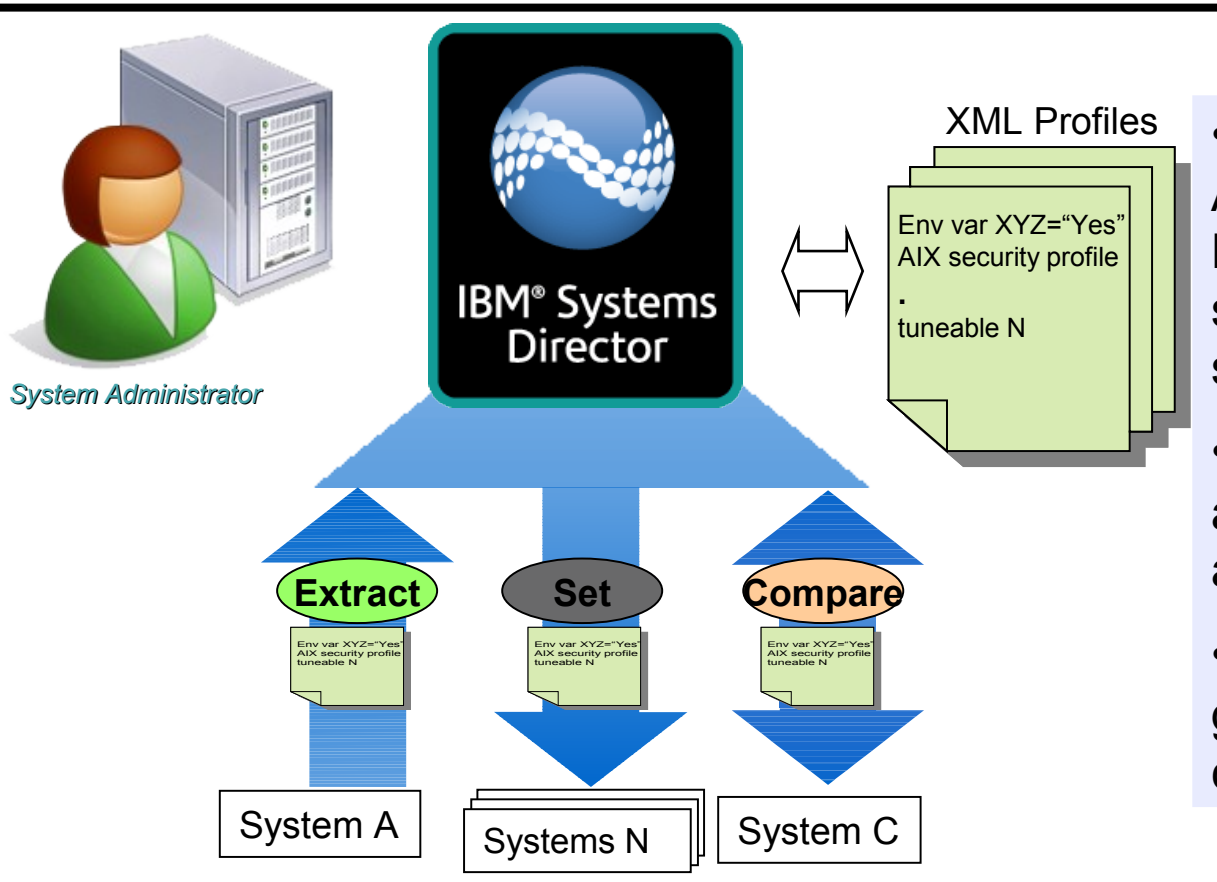 IBM® Systems
Director
System Administrator
XML Profiles
Env var XYZ=“Yes”
AIX security profile
.
tuneable N
Extract
Set
Compare
Env var XYZ=“Yes”
AIX security profile
tuneable N
Env var XYZ=“Yes”
AIX security profile
tuneable N
Env var XYZ=“Yes”
AIX security profile
tuneable N
System A
Systems N
System C